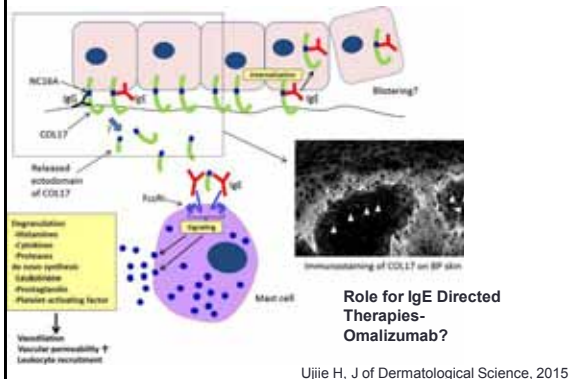 Internalization
NC16A
IgG
IgE
IgE
Blistering?
COL17
Released
ectodomain
of COL17
FcεRI
IgE
Signaling
Degranulation
-Histamines
-Cytokines
-Proteases
de novo synthesis
-Leukotriene
-Prostaglandin
-Platelet activating factor
Mast cell
Immunostaining of COL17 on BP skin
Vasodilation
Vascular permeability ↑
Leukocyte recruitment
Role for IgE Directed
Therapies-
Omalizumab?
Ujiie H, J of Dermatological Science, 2015